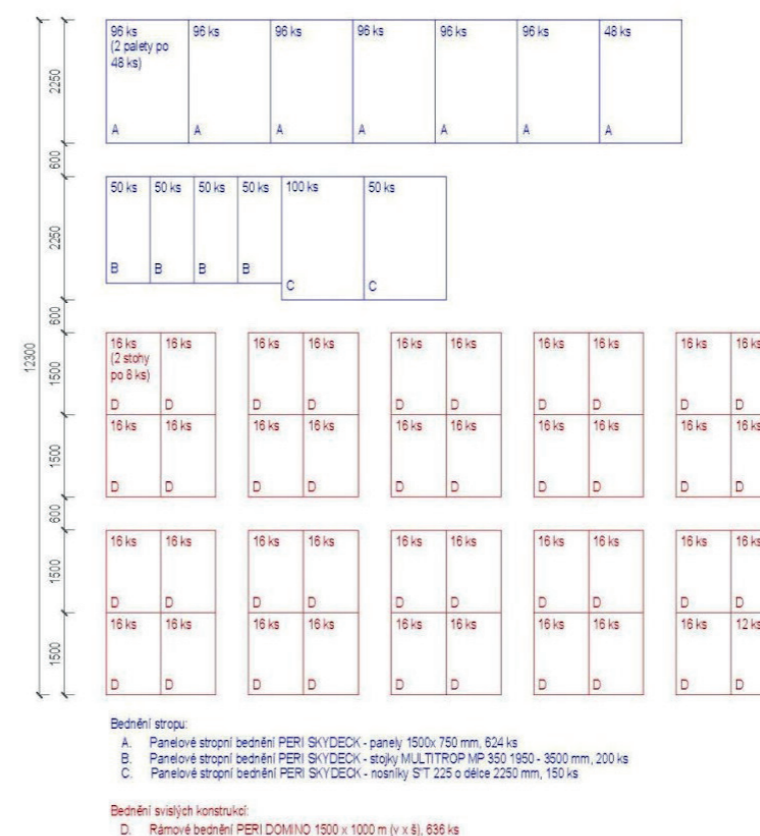 96 ks 96 ks 96 ks 96 ks 96 ks 96 ks 48 ks
(2 palety po
48 ks)
A A A A A A A
2250
600
50 ks 50 ks 50 ks 50 ks 100 ks 50 ks
B B B B
C C
2250
600
12300
16 ks 16 ks 16 ks 16 ks 16 ks 16 ks 16 ks 16 ks 16 ks 16 ks
(2 stohy
po 8 ks)
1500
D D D D D D D D D D
16 ks 16 ks 16 ks 16 ks 16 ks 16 ks 16 ks 16 ks 16 ks 16 ks
1500
D D D D D D D D D D
600
16 ks 16 ks 16 ks 16 ks 16 ks 16 ks 16 ks 16 ks 16 ks 16 ks
1500
D D D D D D D D D D
16 ks 16 ks 16 ks 16 ks 16 ks 16 ks 16 ks 16 ks 16 ks 12 ks
1500
D D D D D D D D D D
Bednění stropu:
A. Panelové stropní bednění PERI SKYDECK - panely 1500x 750 mm, 624 ks
B. Panelové stropní bednění PERI SKYDECK - stojky MULTITROP MP 350 1950 - 3500 mm, 200 ks
C. Panelové stropní bednění PERI SKYDECK - nosníky S"T 225 o délce 2250 mm, 150 ks
Bednění svislých konstrukcí:
D. Rámové bednění PERI DOMINO 1500 x 1000 m (v x š), 636 ks